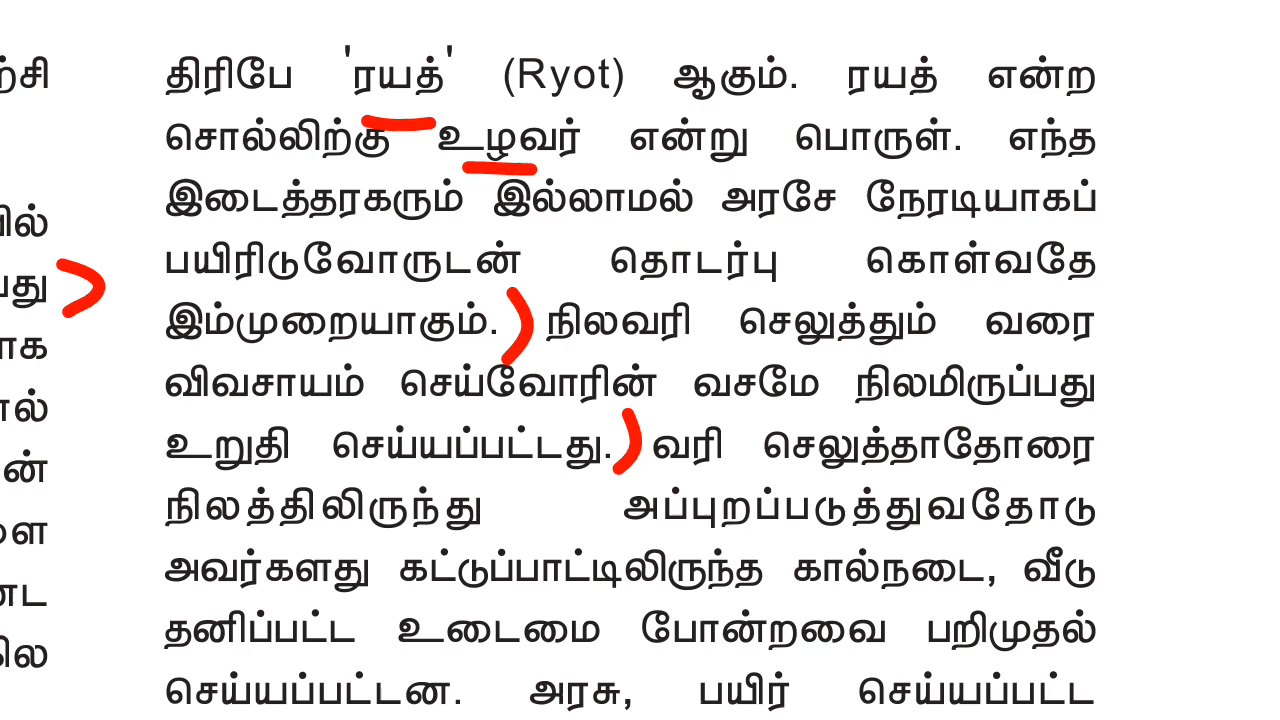 திரிபே 'ரயத்' (Ryot) ஆகும். ரயத் என்ற
சொல்லிற்கு உழவர் என்று பொருள். எந்த
இடைத்தரகரும் இல்லாமல் அரசே நேரடியாகப்
பயிரிடுவோருடன் தொடர்பு கொள்வதே
இம்முறையாகும். நிலவரி செலுத்தும் வரை
விவசாயம் செய்வோரின் வசமே நிலமிருப்பது
உறுதி செய்யப்பட்டது. வரி செலுத்தாதோரை
நிலத்திலிருந்து அப்புறப்படுத்துவதோடு
அவர்களது கட்டுப்பாட்டிலிருந்த கால்நடை, வீடு
தனிப்பட்ட உடைமை போன்றவை பறிமுதல்
செய்யப்பட்டன. அரசு, பயிர் செய்யப்பட்ட